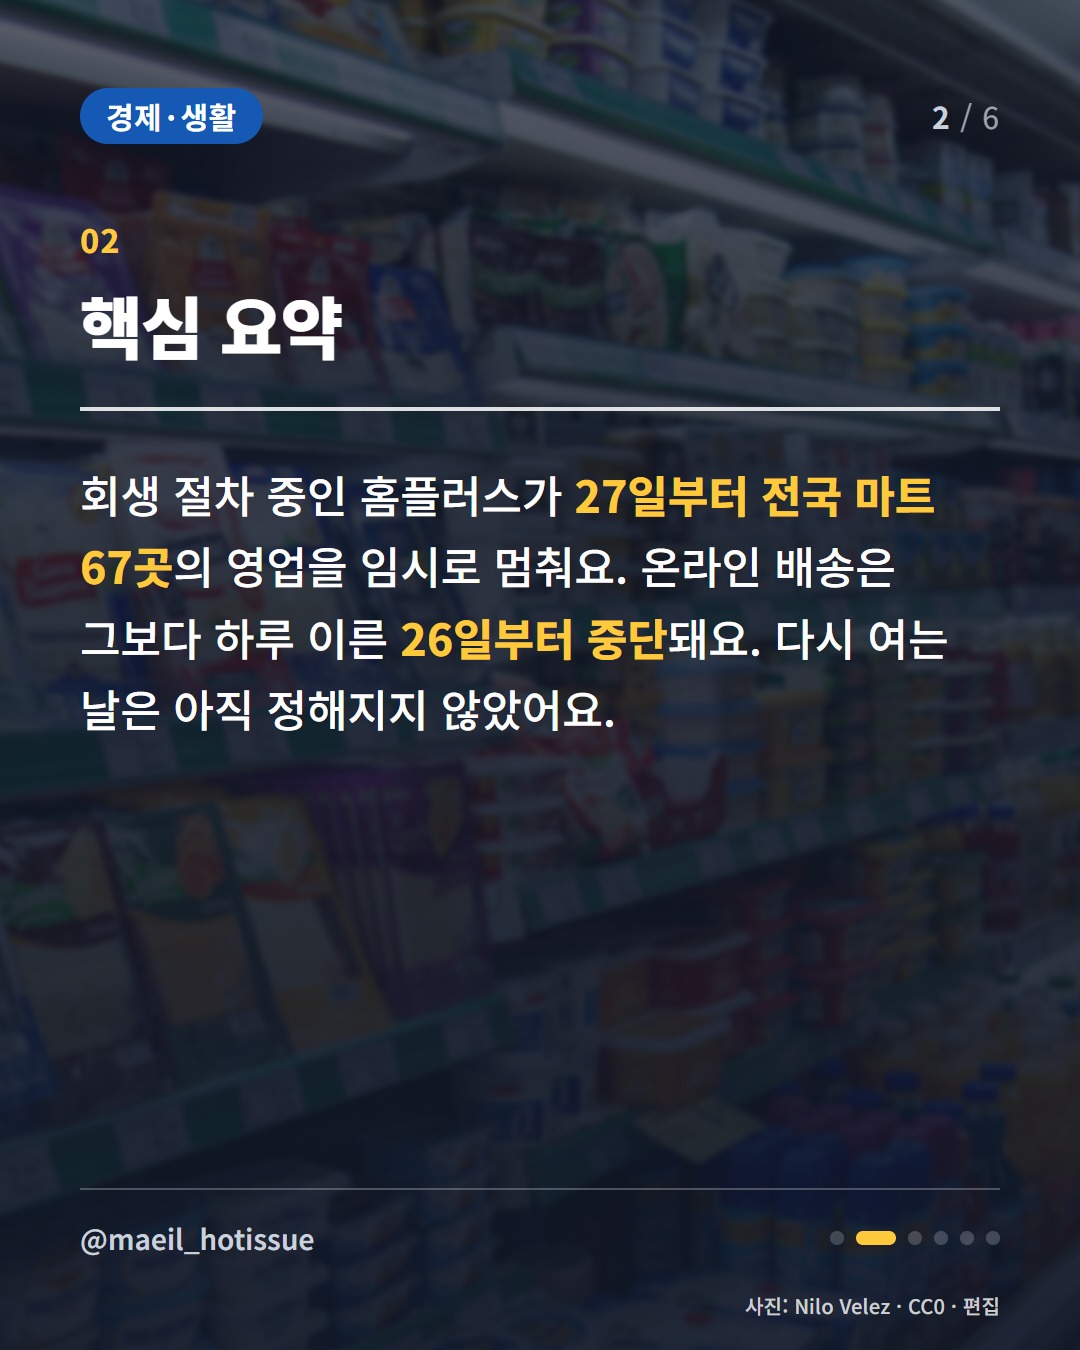 경제·생활
2 / 6
02
핵심 요약
회생 절차 중인 홈플러스가 27일부터 전국 마트
67곳의 영업을 임시로 멈춰요. 온라인 배송은
그보다 하루 이른 26일부터 중단돼요. 다시 여는
날은 아직 정해지지 않았어요.
@maeil_hotissue
사진: Nilo Velez · CC0 · 편집